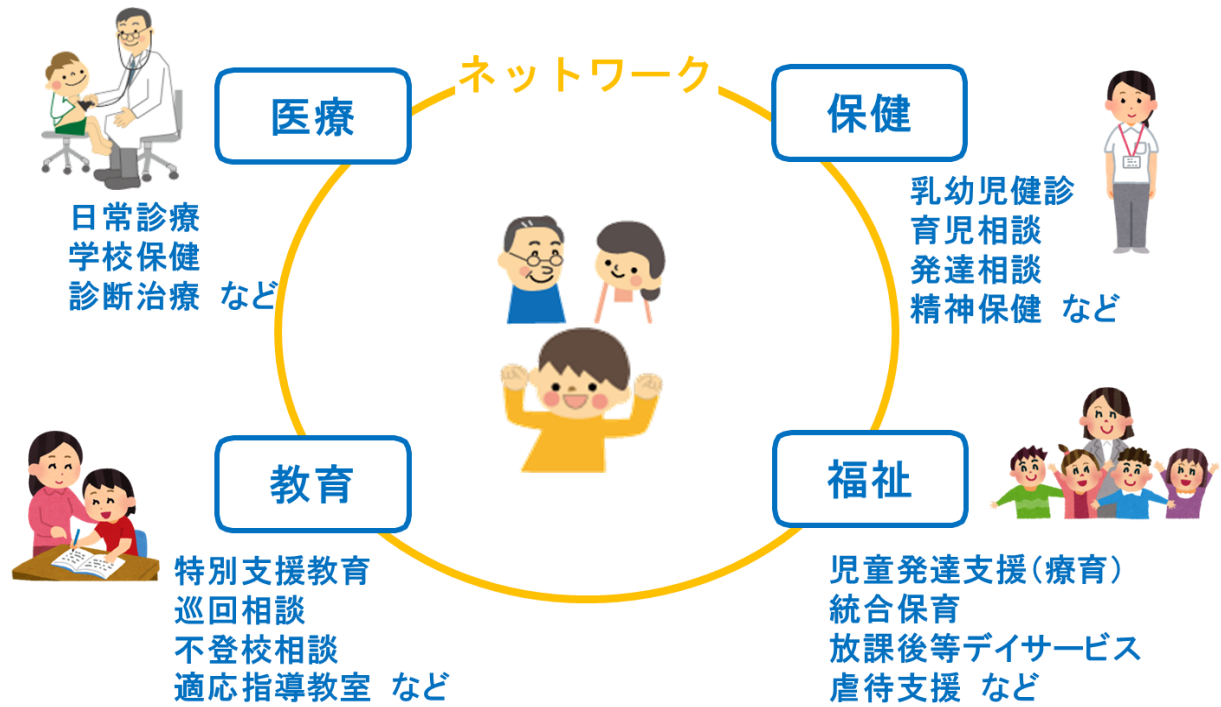 ネットワーク
医療
日常診療
学校保健
診断治療 など
保健
乳幼児健診
育児相談
発達相談
精神保健 など
教育
特別支援教育
巡回相談
不登校相談
適応指導教室 など
福祉
児童発達支援(療育)
統合保育
放課後等デイサービス
虐待支援 など